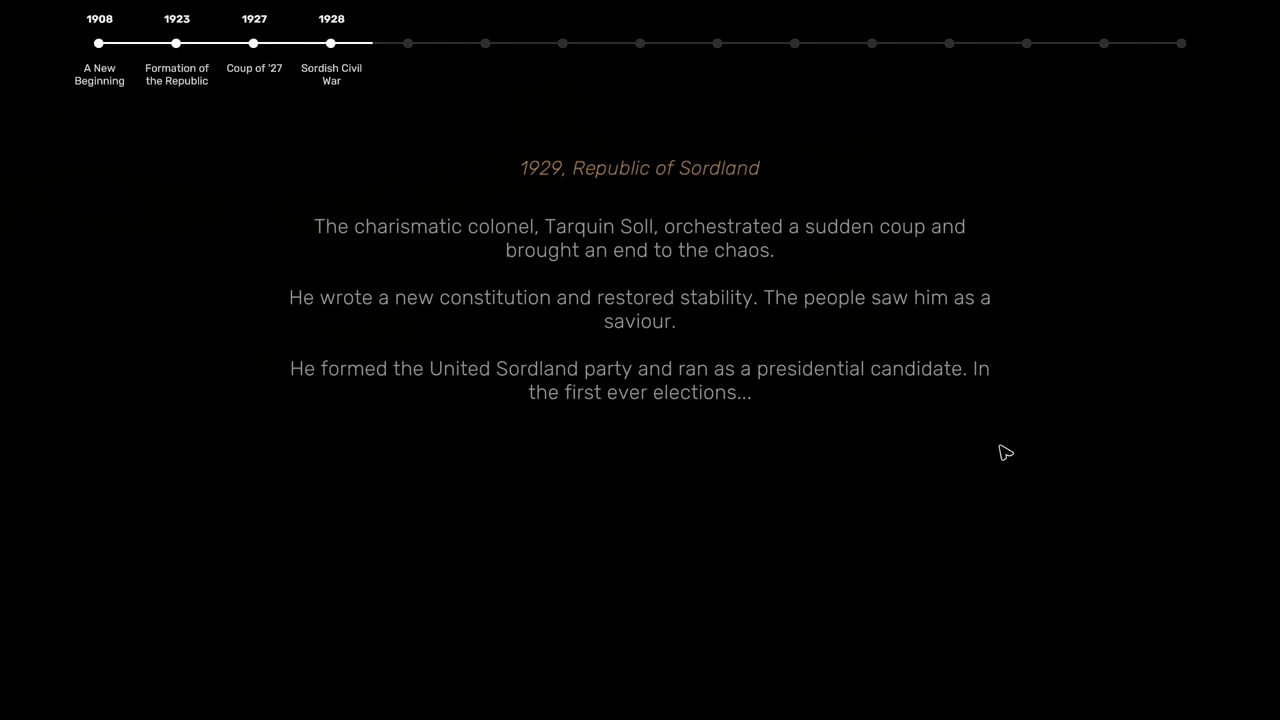 1908 1923 1927 1928
A New Formation of Coup of '27 Sordish Civil
Beginning the Republic War
1929, Republic of Sordland
The charismatic colonel, Tarquin Soll, orchestrated a sudden coup and
brought an end to the chaos.
He wrote a new constitution and restored stability. The people saw him as a
saviour.
He formed the United Sordland party and ran as a presidential candidate. In
the first ever elections...